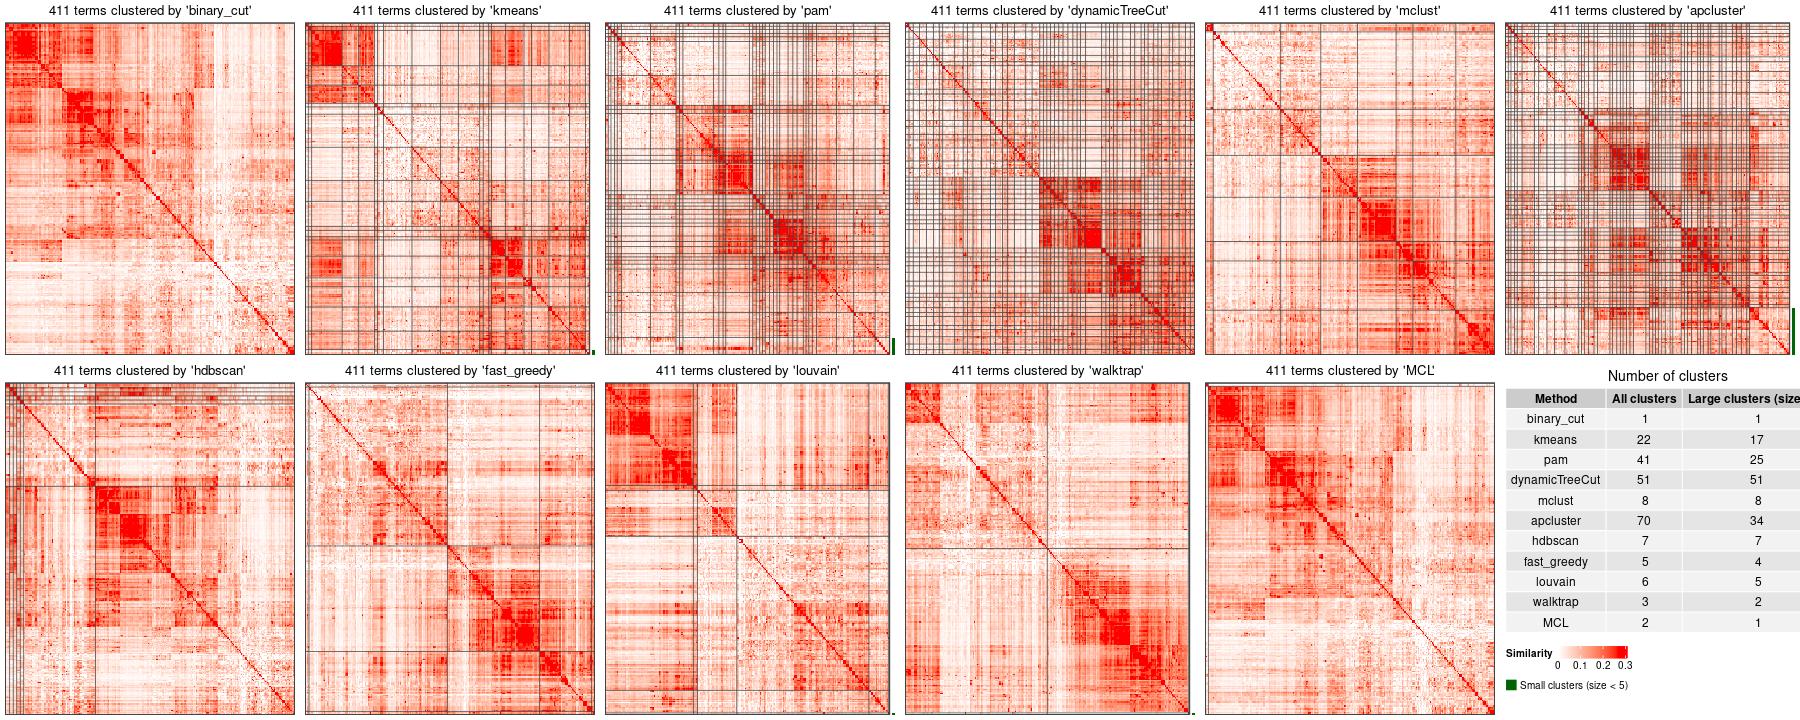 411 terms clustered by 'binary_cut'
411 terms clustered by 'kmeans'
411 terms clustered by 'pam'
411 terms clustered by 'dynamicTreeCut'
411 terms clustered by 'mclust'
411 terms clustered by 'apcluster'
411 terms clustered by 'hdbscan'
411 terms clustered by 'fast_greedy'
411 terms clustered by 'louvain'
411 terms clustered by 'walktrap'
411 terms clustered by 'MCL'
Number of clusters
Method All clusters Large clusters (size
binary_cut 1 1
kmeans 22 17
pam 41 25
dynamicTreeCut 51 51
mclust 8 8
apcluster 70 34
hdbscan 7 7
fast_greedy 5 4
louvain 6 5
walktrap 3 2
MCL 2 1
Similarity
0 0.1 0.2 0.3
Small clusters (size < 5)